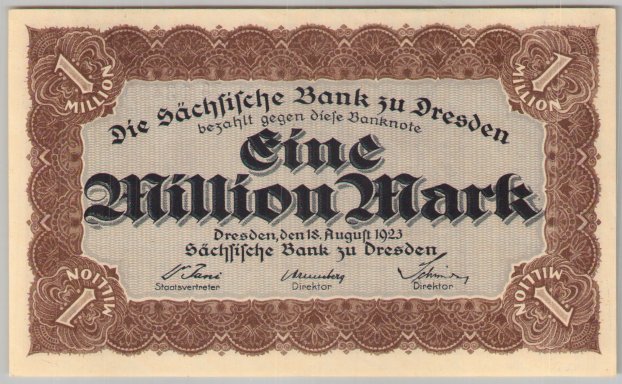 1 MILLION
1 MILLION
Die Sächsische Bank zu Dresden
bezahlt gegen diese Banknote
Eine
Million Mark
Dresden, den 18. August 1923
Sächsische Bank zu Dresden
Staatsvertreter Direktor Direktor
1 MILLION
1 MILLION